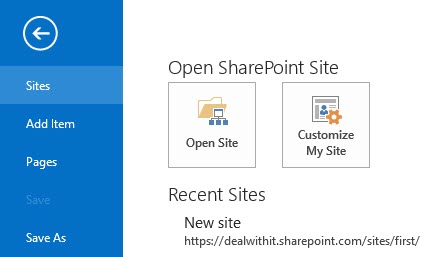 Sites
Add Item
Pages
Save
Save As
Open SharePoint Site
Open Site
Customize
My Site
Recent Sites
New site
https://dealwithit.sharepoint.com/sites/first/